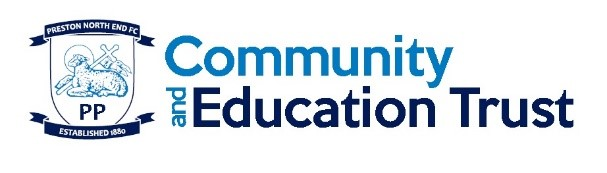 PRESTON NORTH END FC
PP
ESTABLISHED 1880
Community
and Education Trust